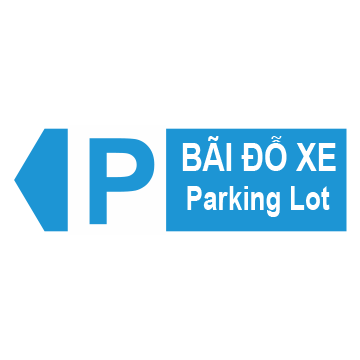 P
BÃI ĐỖ XE
Parking Lot